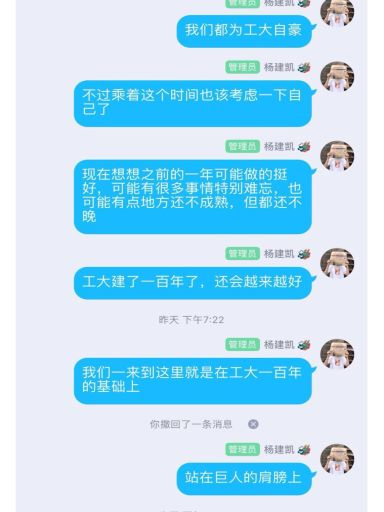 管理员 杨建凯
我们都为工大自豪
管理员 杨建凯
不过乘着这个时间也该考虑一下自
己了
管理员 杨建凯
现在想想之前的一年可能做的挺
好，可能有很多事情特别难忘，也
可能有点地方还不成熟，但都还不
晚
管理员 杨建凯
工大建了一百年了，还会越来越好
昨天 下午7:22
管理员 杨建凯
我们一来到这里就是在工大一百年
的基础上
你撤回了一条消息
管理员 杨建凯
站在巨人的肩膀上